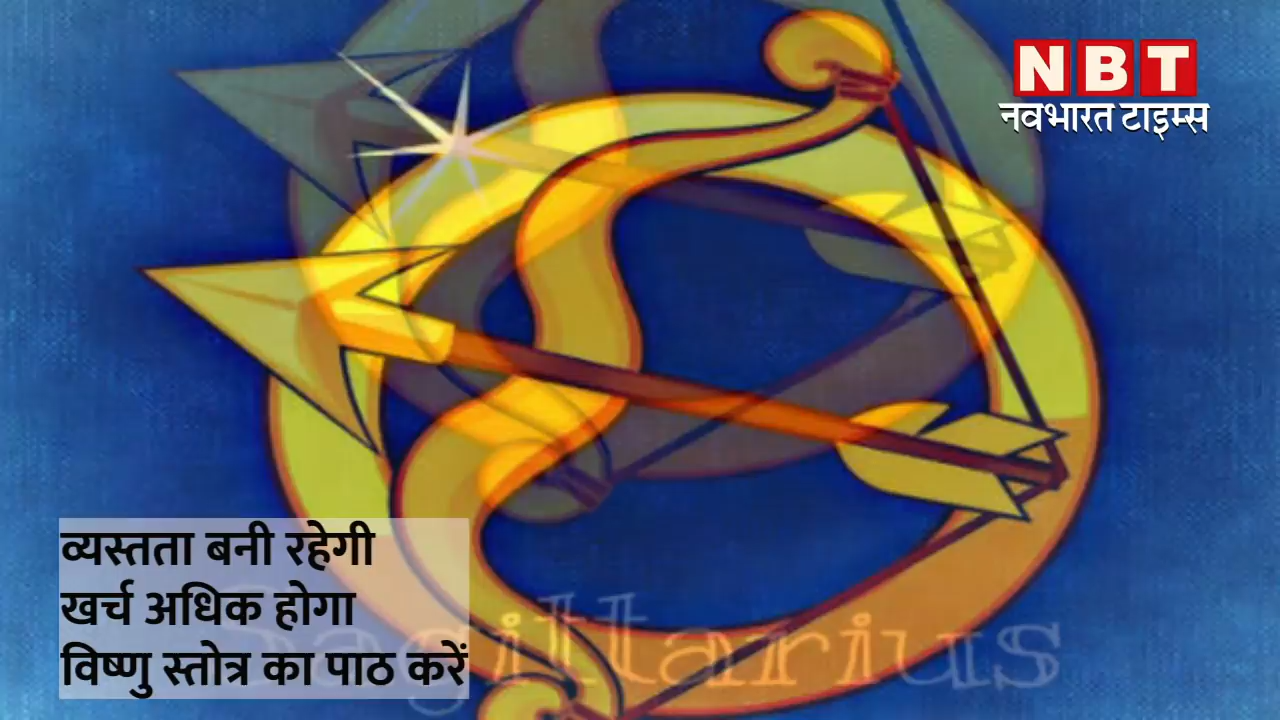 NBT
नवभारत टाइम्स
व्यस्तता बनी रहेगी
खर्च अधिक होगा
विष्णु स्तोत्र का पाठ करें
Sagittarius